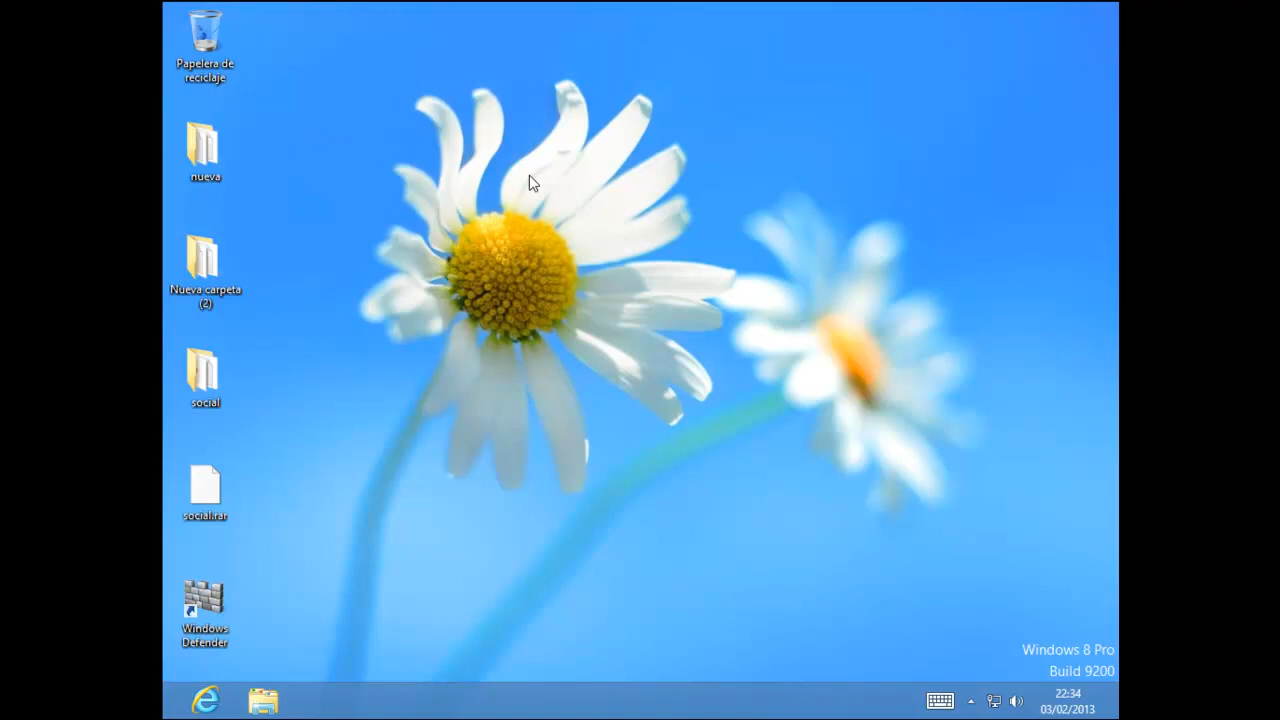 Papelera de
reciclaje
nueva
Nueva carpeta
(2)
social
social.rar
Windows
Defender
Windows 8 Pro
Build 9200
22:34
03/02/2013